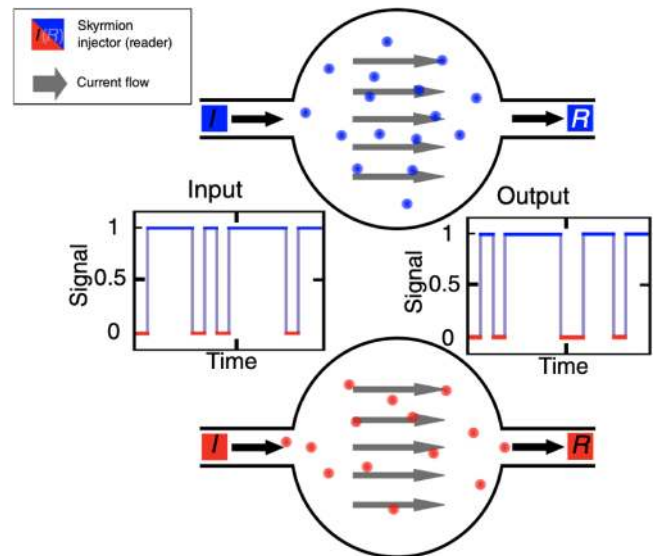 I(R)
Skyrmion
injector (reader)
Current flow
I
R
Input
Output
Signal
1
0.5
0
Time
Signal
1
0.5
0
Time
I
R